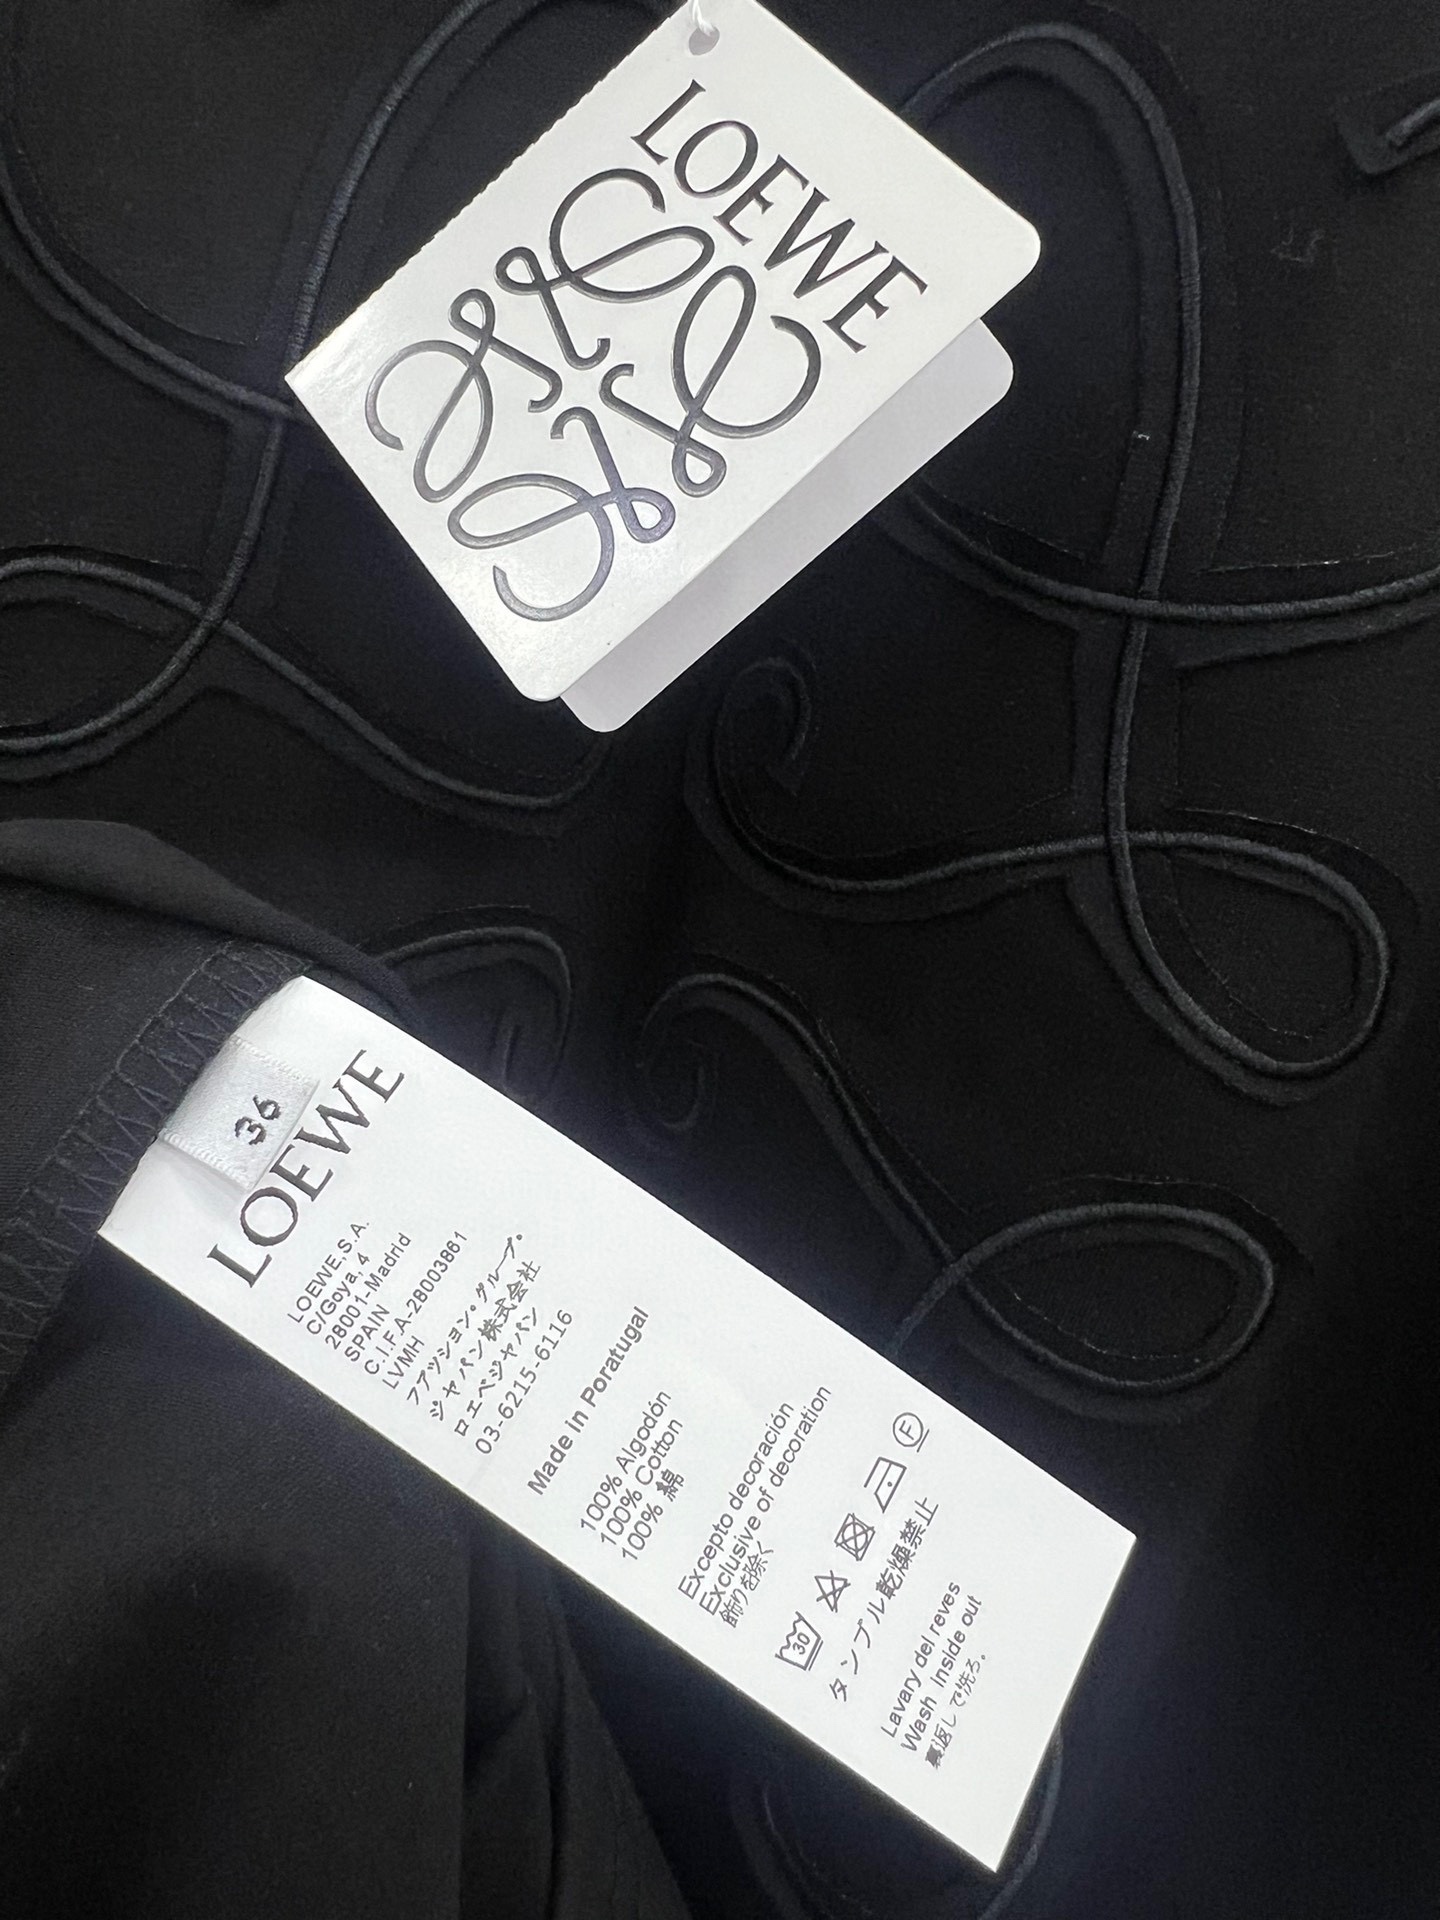 LOEWE
36
LOEWE
LOEWE,S.A.
C/Goya, 4
28001-Madrid
SPAIN
C.I.F.A-28003861
LVMH
ファッション・グループ・
ジャパン株式会社
ロエベジャパン
03-6215-6116
Made in Poratugal
100% Algodón
100% Cotton
100% 綿
Excepto decoración
Exclusive of decoration
飾りを除く
30
F
タンブル乾燥禁止
Lavary del reves
Wash Inside out
裏返しで洗ろ。